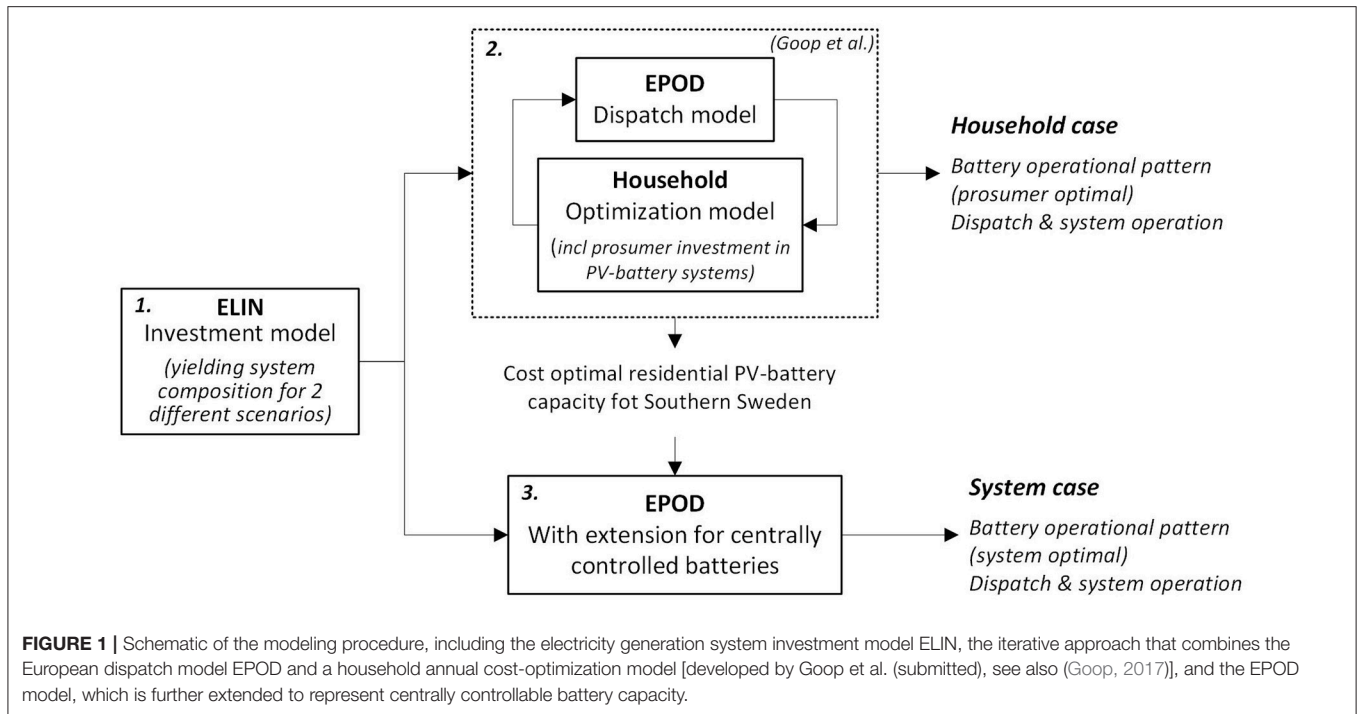 2.
(Goop et al.)
EPOD
Dispatch model
Household
Optimization model
(incl prosumer investment in
PV-battery systems)
Household case
Battery operational pattern
(prosumer optimal)
Dispatch & system operation
1.
ELIN
Investment model
(yielding system
composition for 2
different scenarios)
Cost optimal residential PV-battery
capacity fot Southern Sweden
3.
EPOD
With extension for centrally
controlled batteries
System case
Battery operational pattern
(system optimal)
Dispatch & system operation
FIGURE 1 | Schematic of the modeling procedure, including the electricity generation system investment model ELIN, the iterative approach that combines the
European dispatch model EPOD and a household annual cost-optimization model [developed by Goop et al. (submitted), see also (Goop, 2017)], and the EPOD
model, which is further extended to represent centrally controllable battery capacity.